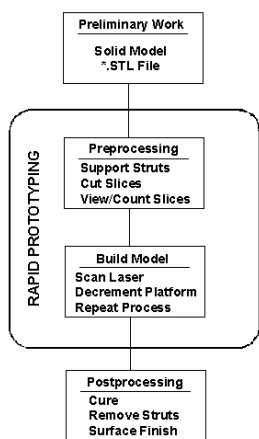 Preliminary Work
Solid Model
*.STL File
RAPID PROTOTYPING
Preprocessing
Support Struts
Cut Slices
View/Count Slices
Build Model
Scan Laser
Decrement Platform
Repeat Process
Postprocessing
Cure
Remove Struts
Surface Finish